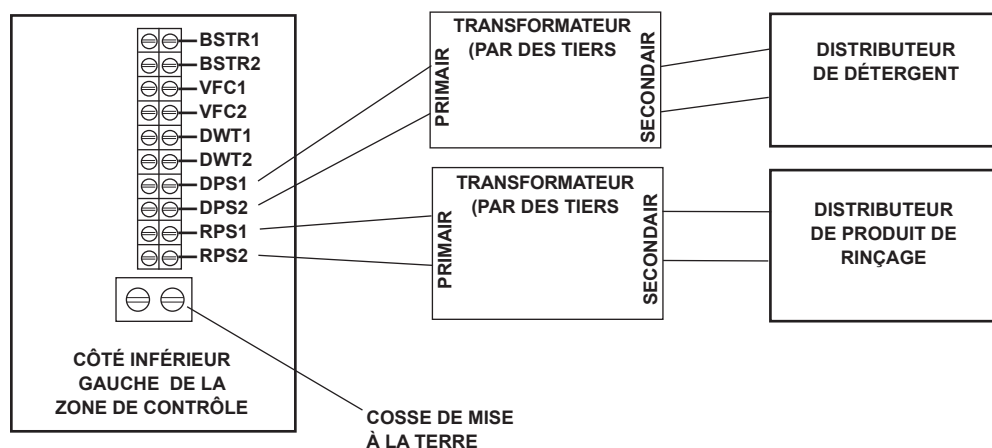 BSTR1
BSTR2
VFC1
VFC2
DWT1
DWT2
DPS1
DPS2
RPS1
RPS2
CÔTÉ INFÉRIEUR
GAUCHE DE LA
ZONE DE CONTRÔLE
COSSE DE MISE
À LA TERRE
TRANSFORMATEUR
(PAR DES TIERS
PRIMAIR
SECONDAIR
DISTRIBUTEUR
DE DÉTERGENT
TRANSFORMATEUR
(PAR DES TIERS
PRIMAIR
SECONDAIR
DISTRIBUTEUR
DE PRODUIT DE
RINÇAGE